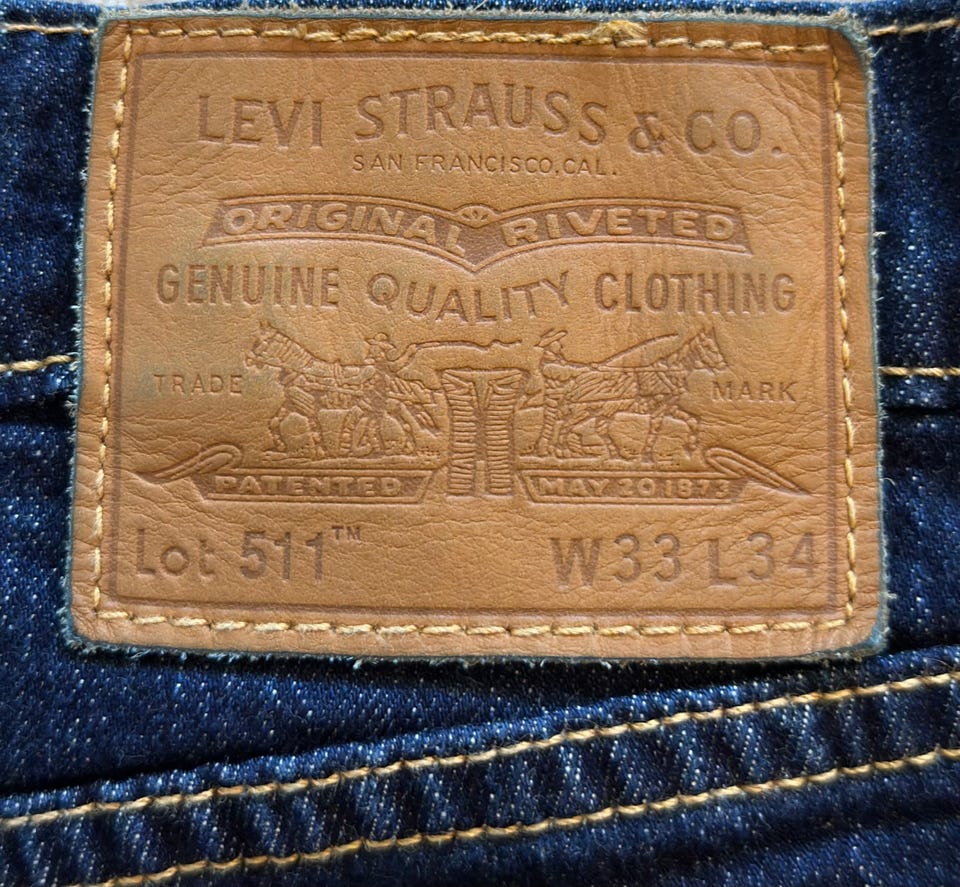 LEVI STRAUSS & CO.
SAN FRANCISCO, CAL.
ORIGINAL RIVETED
GENUINE QUALITY CLOTHING
TRADE MARK
PATENTED MAY 20 1873
Lot 511™ W33 L34